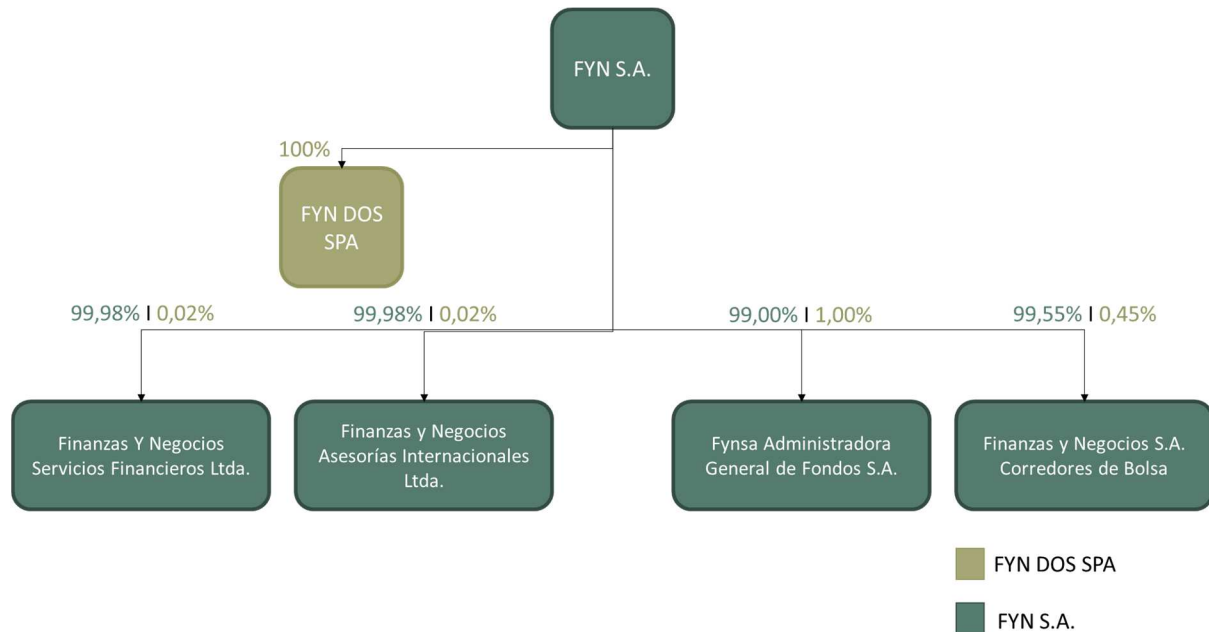 FYN S.A.
100%
FYN DOS
SPA
99,98% I 0,02%
99,98% I 0,02%
99,00% I 1,00%
99,55% I 0,45%
Finanzas Y Negocios
Servicios Financieros Ltda.
Finanzas y Negocios
Asesorías Internacionales
Ltda.
Fynsa Administradora
General de Fondos S.A.
Finanzas y Negocios S.A.
Corredores de Bolsa
FYN DOS SPA
FYN S.A.